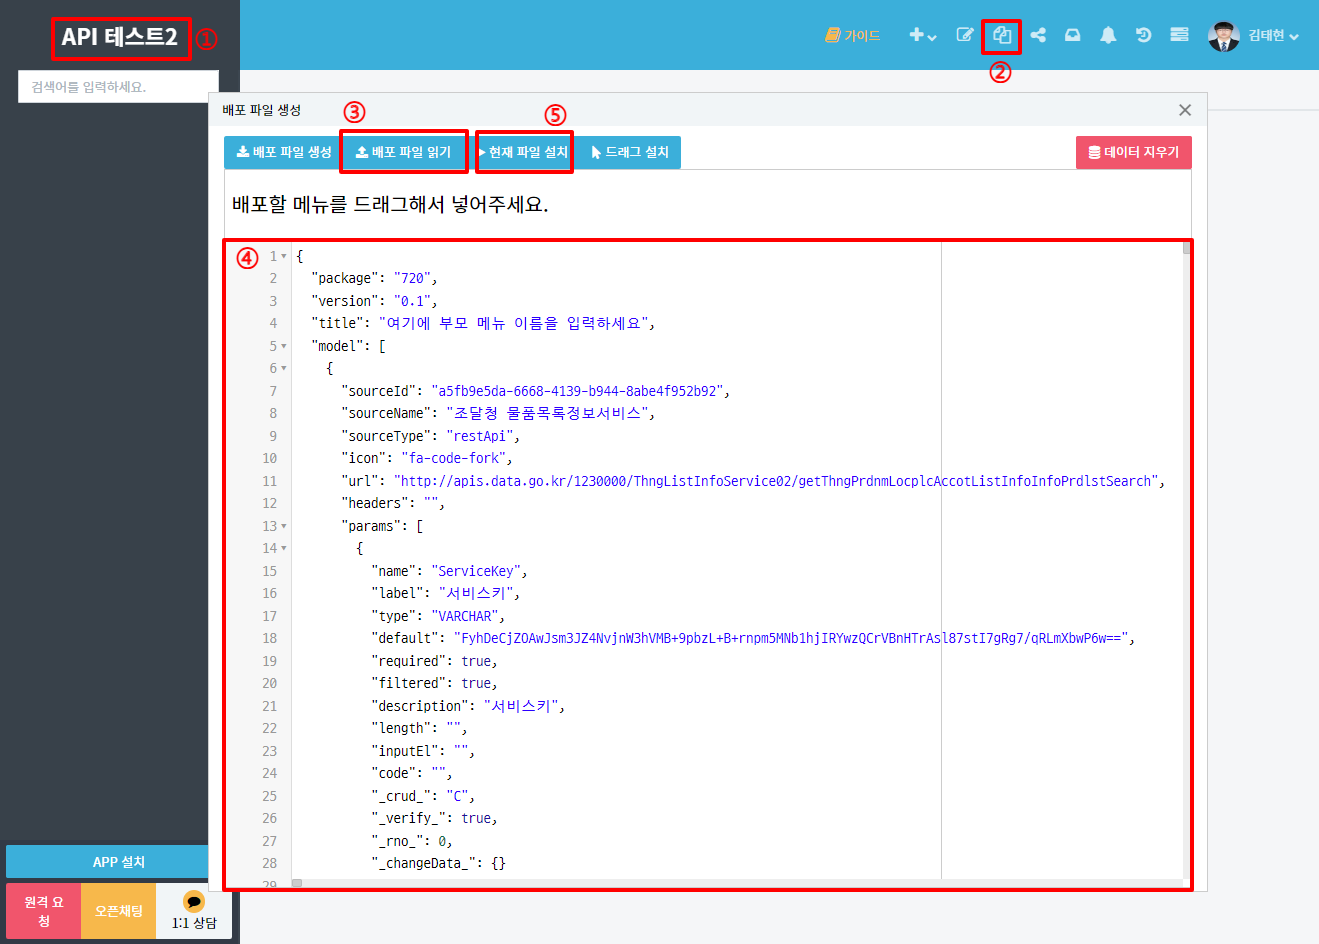 API 테스트2 ①
가이드
김태현
②
검색어를 입력하세요.
배포 파일 생성
③
⑤
배포 파일 생성
배포 파일 읽기
현재 파일 설치
드래그 설치
데이터 지우기
배포할 메뉴를 드래그해서 넣어주세요.
④
1 {
2 "package": "720",
3 "version": "0.1",
4 "title": "여기에 부모 메뉴 이름을 입력하세요",
5 "model": [
6 {
7 "sourceId": "a5fb9e5da-6668-4139-b944-8abe4f952b92",
8 "sourceName": "조달청 물품목록정보서비스",
9 "sourceType": "restApi",
10 "icon": "fa-code-fork",
11 "url": "http://apis.data.go.kr/1230000/ThngListInfoService02/getThngPrdnmLocplcAccotListInfoInfoPrdlstSearch",
12 "headers": "",
13 "params": [
14 {
15 "name": "ServiceKey",
16 "label": "서비스키",
17 "type": "VARCHAR",
18 "default": "FyhDeCjZOAwJsm3JZ4NvjnW3hVMB+9pbzL+B+rnpm5MNb1hjIRYwzQCrVBnHTrAsl87stI7gRg7/qRLmXbwP6w==",
19 "required": true,
20 "filtered": true,
21 "description": "서비스키",
22 "length": "",
23 "inputEl": "",
24 "code": "",
25 "_crud_": "C",
26 "_verify_": true,
27 "_rno_": 0,
28 "_changeData_": {}
29
APP 설치
원격 요
청
오픈채팅
1:1 상담